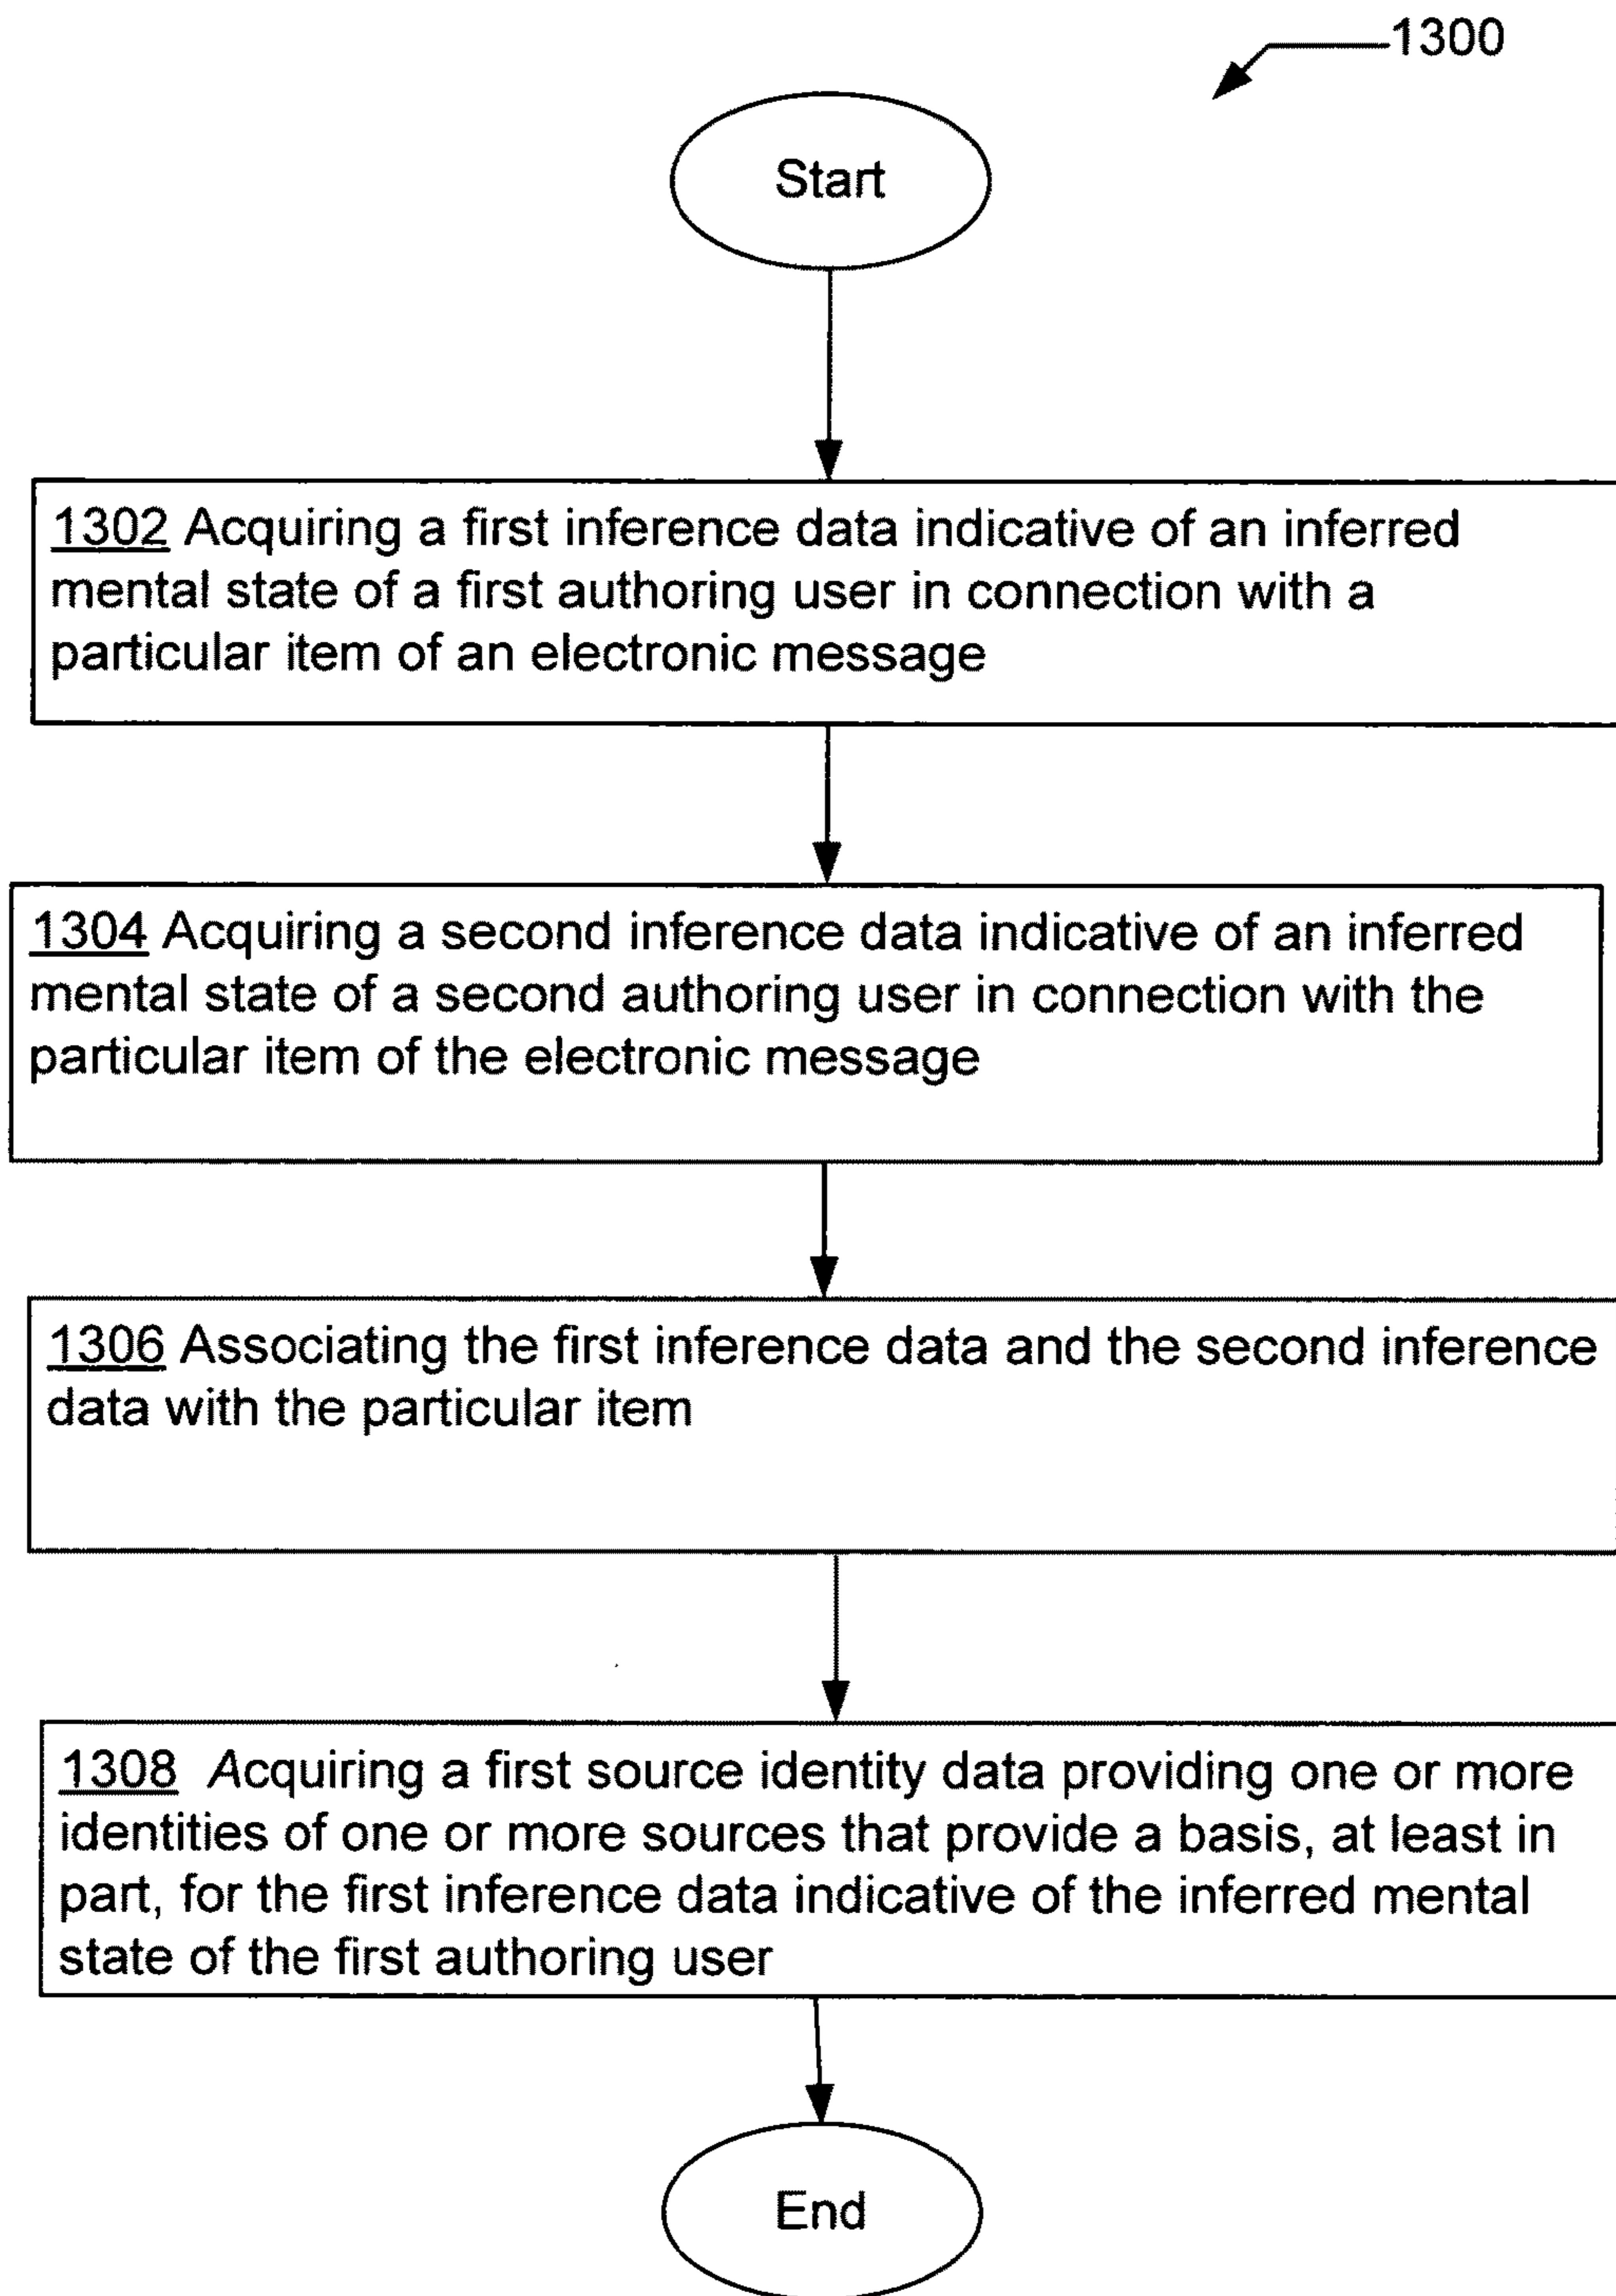 1300
Start
1302 Acquiring a first inference data indicative of an inferred
mental state of a first authoring user in connection with a
particular item of an electronic message
1304 Acquiring a second inference data indicative of an inferred
mental state of a second authoring user in connection with the
particular item of the electronic message
1306 Associating the first inference data and the second inference
data with the particular item
1308 Acquiring a first source identity data providing one or more
identities of one or more sources that provide a basis, at least in
part, for the first inference data indicative of the inferred mental
state of the first authoring user
End